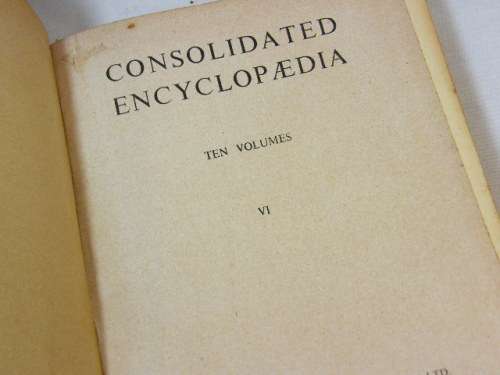 CONSOLIDATED
ENCYCLOPÆDIA
TEN VOLUMES
VI